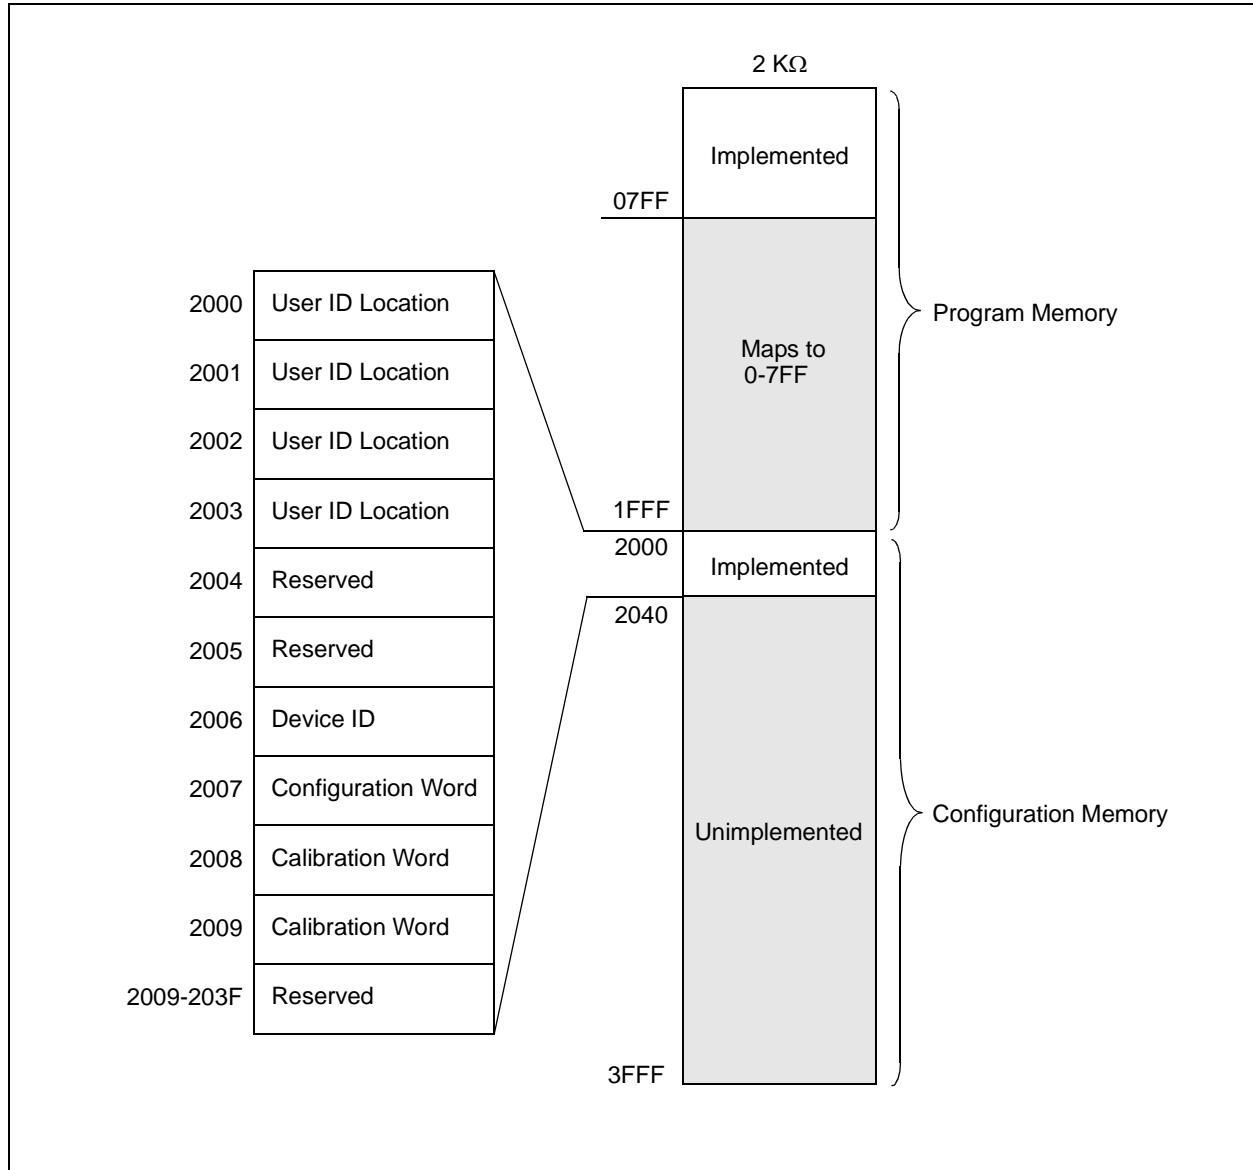 2 KΩ
Implemented
07FF
Maps to
0-7FF
Program Memory
1FFF
2000
Implemented
2040
Unimplemented
Configuration Memory
3FFF
2000 User ID Location
2001 User ID Location
2002 User ID Location
2003 User ID Location
2004 Reserved
2005 Reserved
2006 Device ID
2007 Configuration Word
2008 Calibration Word
2009 Calibration Word
2009-203F Reserved